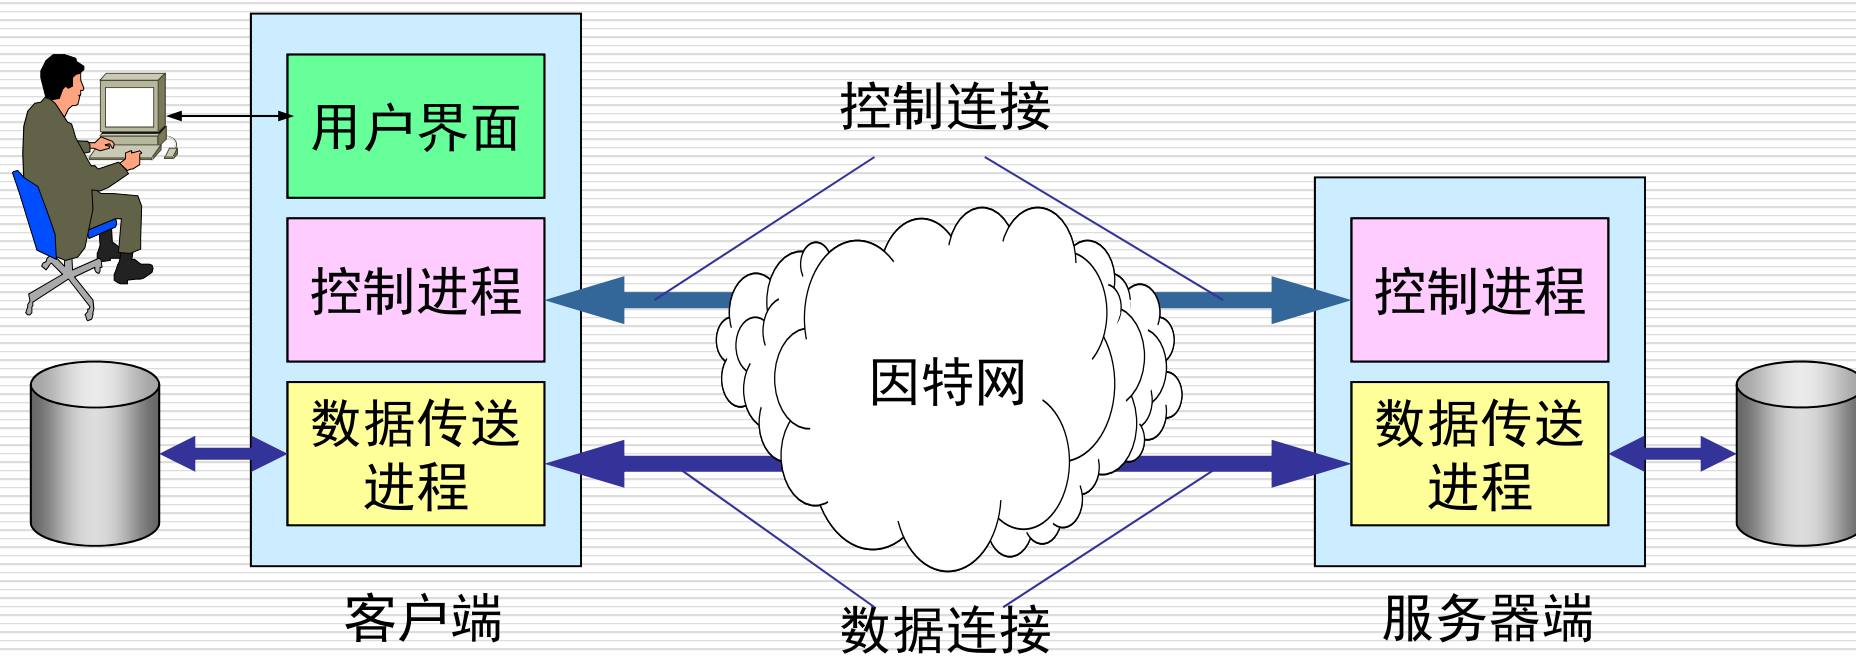 用户界面
控制连接
控制进程
控制进程
因特网
数据传送
进程
数据传送
进程
客户端
数据连接
服务器端